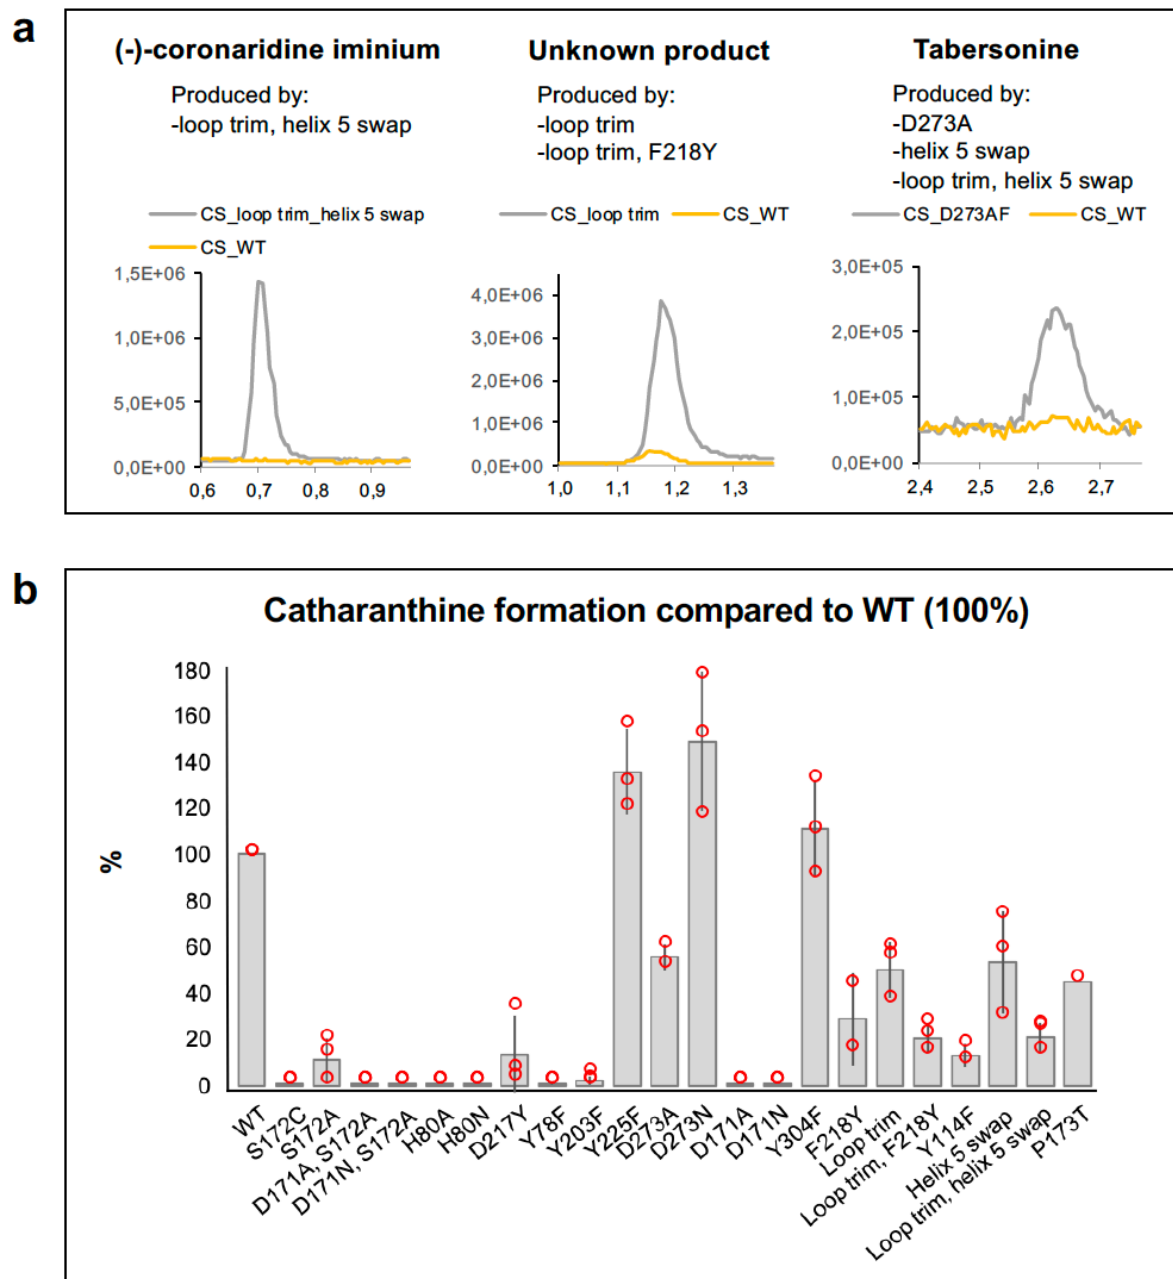 a
(-)-coronaridine iminium
Produced by:
-loop trim, helix 5 swap
CS_loop trim_helix 5 swap
CS_WT
1,5E+06
1,0E+06
5,0E+05
0,0E+00
0,6 0,7 0,8 0,9
Unknown product
Produced by:
-loop trim
-loop trim, F218Y
CS_loop trim CS_WT
4,0E+06
3,0E+06
2,0E+06
1,0E+06
0,0E+00
1,0 1,1 1,2 1,3
Tabersonine
Produced by:
-D273A
-helix 5 swap
-loop trim, helix 5 swap
CS_D273AF CS_WT
3,0E+05
2,0E+05
1,0E+05
0,0E+00
2,4 2,5 2,6 2,7
b
Catharanthine formation compared to WT (100%)
%
180
160
140
120
100
80
60
40
20
0
WT
S172C
S172A
D171A, S172A
D171N, S172A
H80A
H80N
D217Y
Y78F
Y203F
Y225F
D273A
D273N
D171A
D171N
Y304F
F218Y
Loop trim
Loop trim, F218Y
Y114F
Helix 5 swap
Loop trim, helix 5 swap
P173T